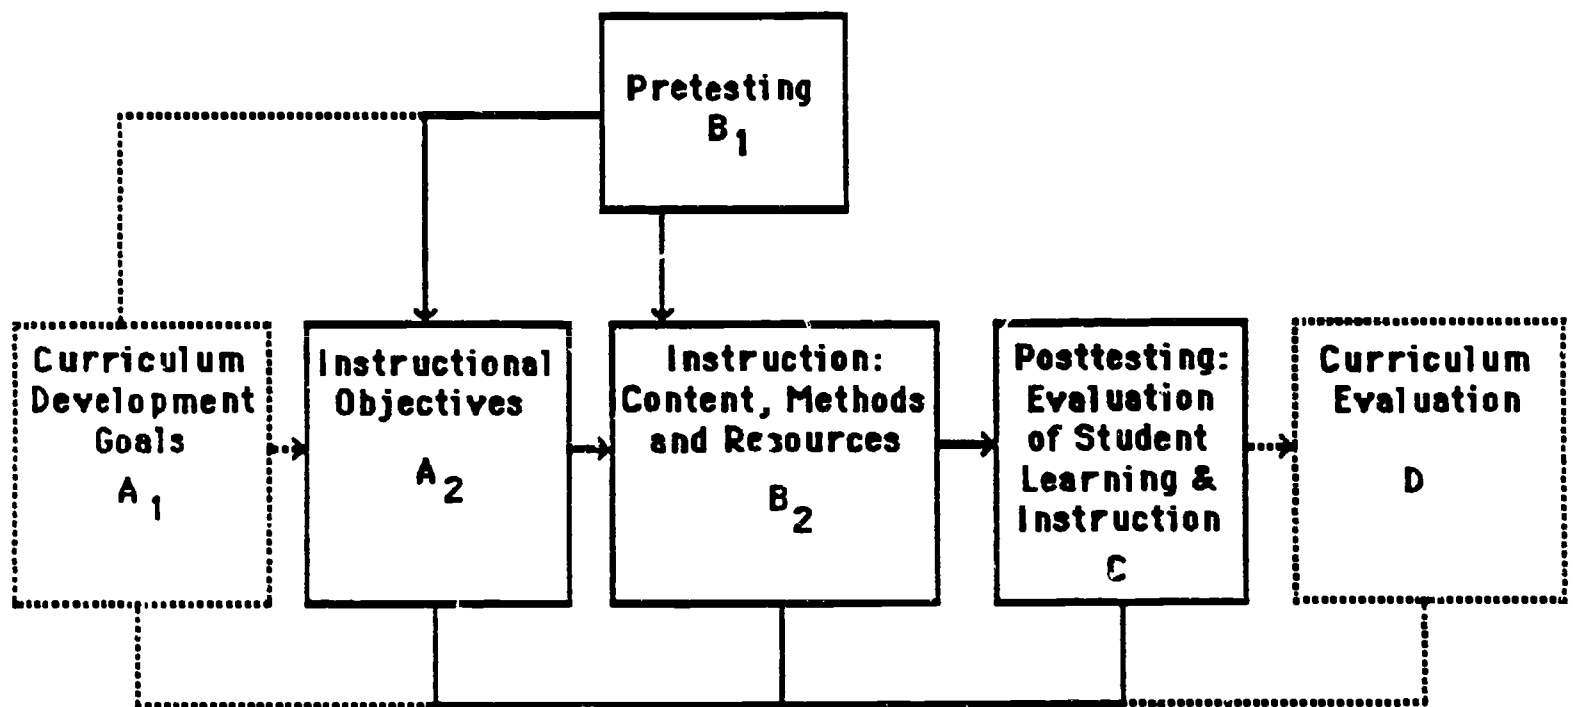 Pretesting
B1
Curriculum
Development
Goals
A1
Instructional
Objectives
A2
Instruction:
Content, Methods
and Resources
B2
Posttesting:
Evaluation
of Student
Learning &
Instruction
C
Curriculum
Evaluation
D